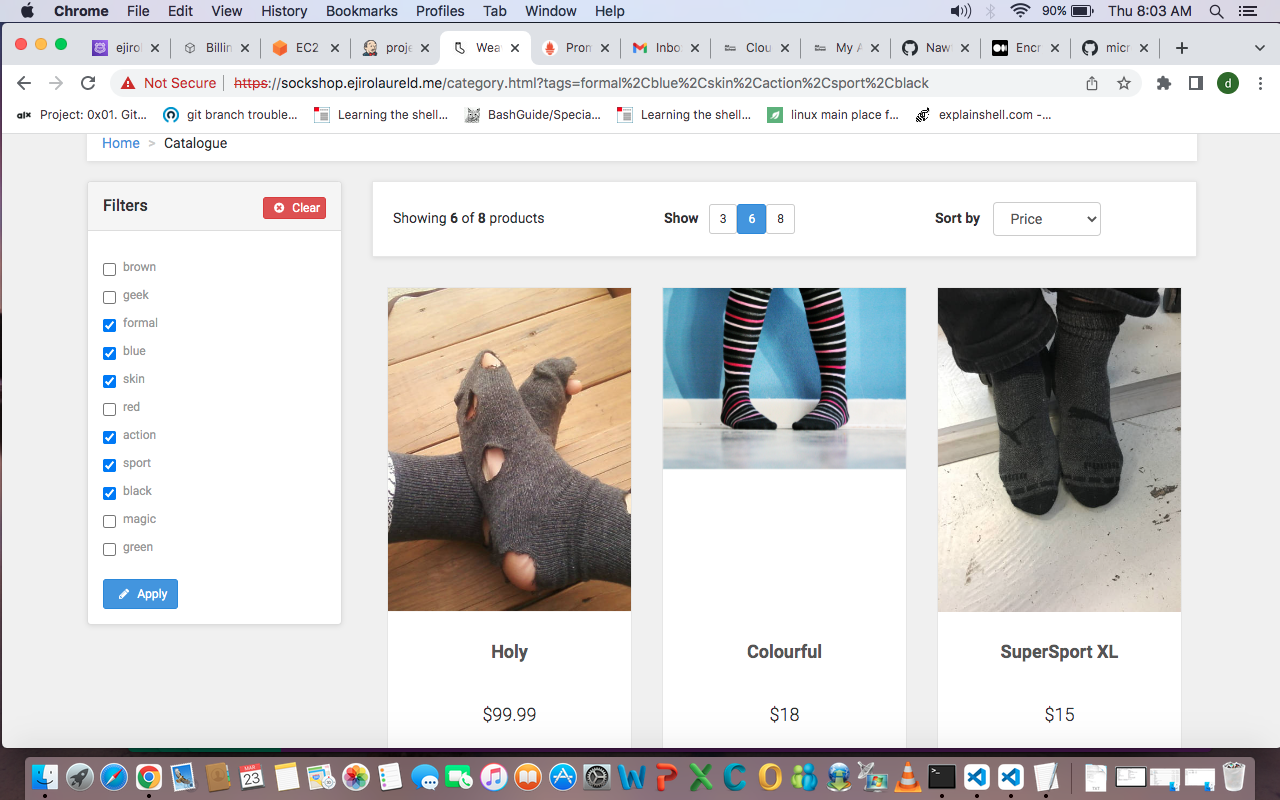 Chrome File Edit View History Bookmarks Profiles Tab Window Help 90% Thu 8:03 AM
ejirol Billin EC2 proje Wea Pron Inbo Clou My A Nawi Encr micr
Not Secure https://sockshop.ejirolaureld.me/category.html?tags=formal%2Cblue%2Cskin%2Caction%2Csport%2Cblack d
Project: 0x01. Git... git branch trouble... Learning the shell... BashGuide/Specia... Learning the shell... linux main place f... explainshell.com -...
Home > Catalogue
Filters Clear
brown
geek
formal
blue
skin
red
action
sport
black
magic
green
Apply
Showing 6 of 8 products Show 3 6 8 Sort by Price
Holy Colourful SuperSport XL
$99.99 $18 $15
MAR
23